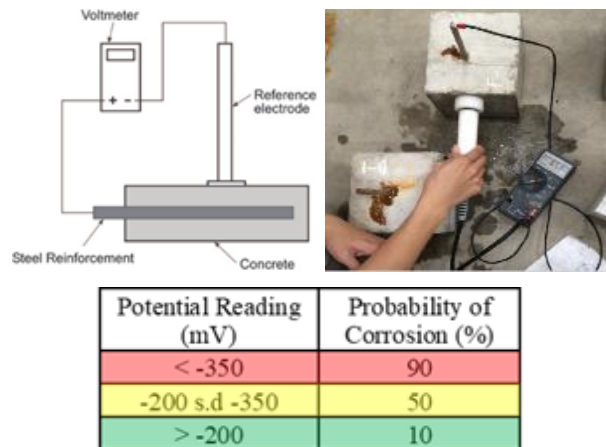 Voltmeter
+ -
Reference
electrode
Steel Reinforcement
Concrete
Potential Reading
(mV)
Probability of
Corrosion (%)
< -350
90
-200 s.d -350
50
> -200
10